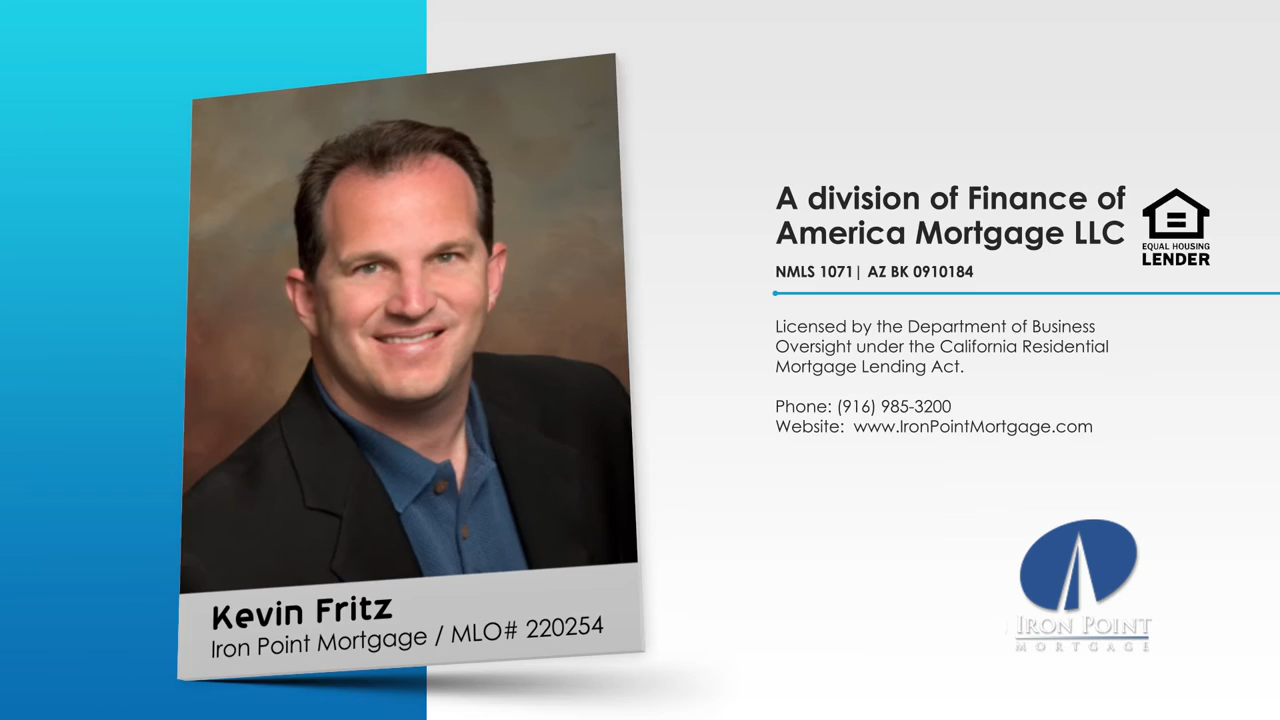 Kevin Fritz
Iron Point Mortgage / MLO# 220254
A division of Finance of
America Mortgage LLC
EQUAL HOUSING
LENDER
NMLS 1071| AZ BK 0910184
Licensed by the Department of Business
Oversight under the California Residential
Mortgage Lending Act.
Phone: (916) 985-3200
Website:  www.IronPointMortgage.com
IRON POINT
MORTGAGE